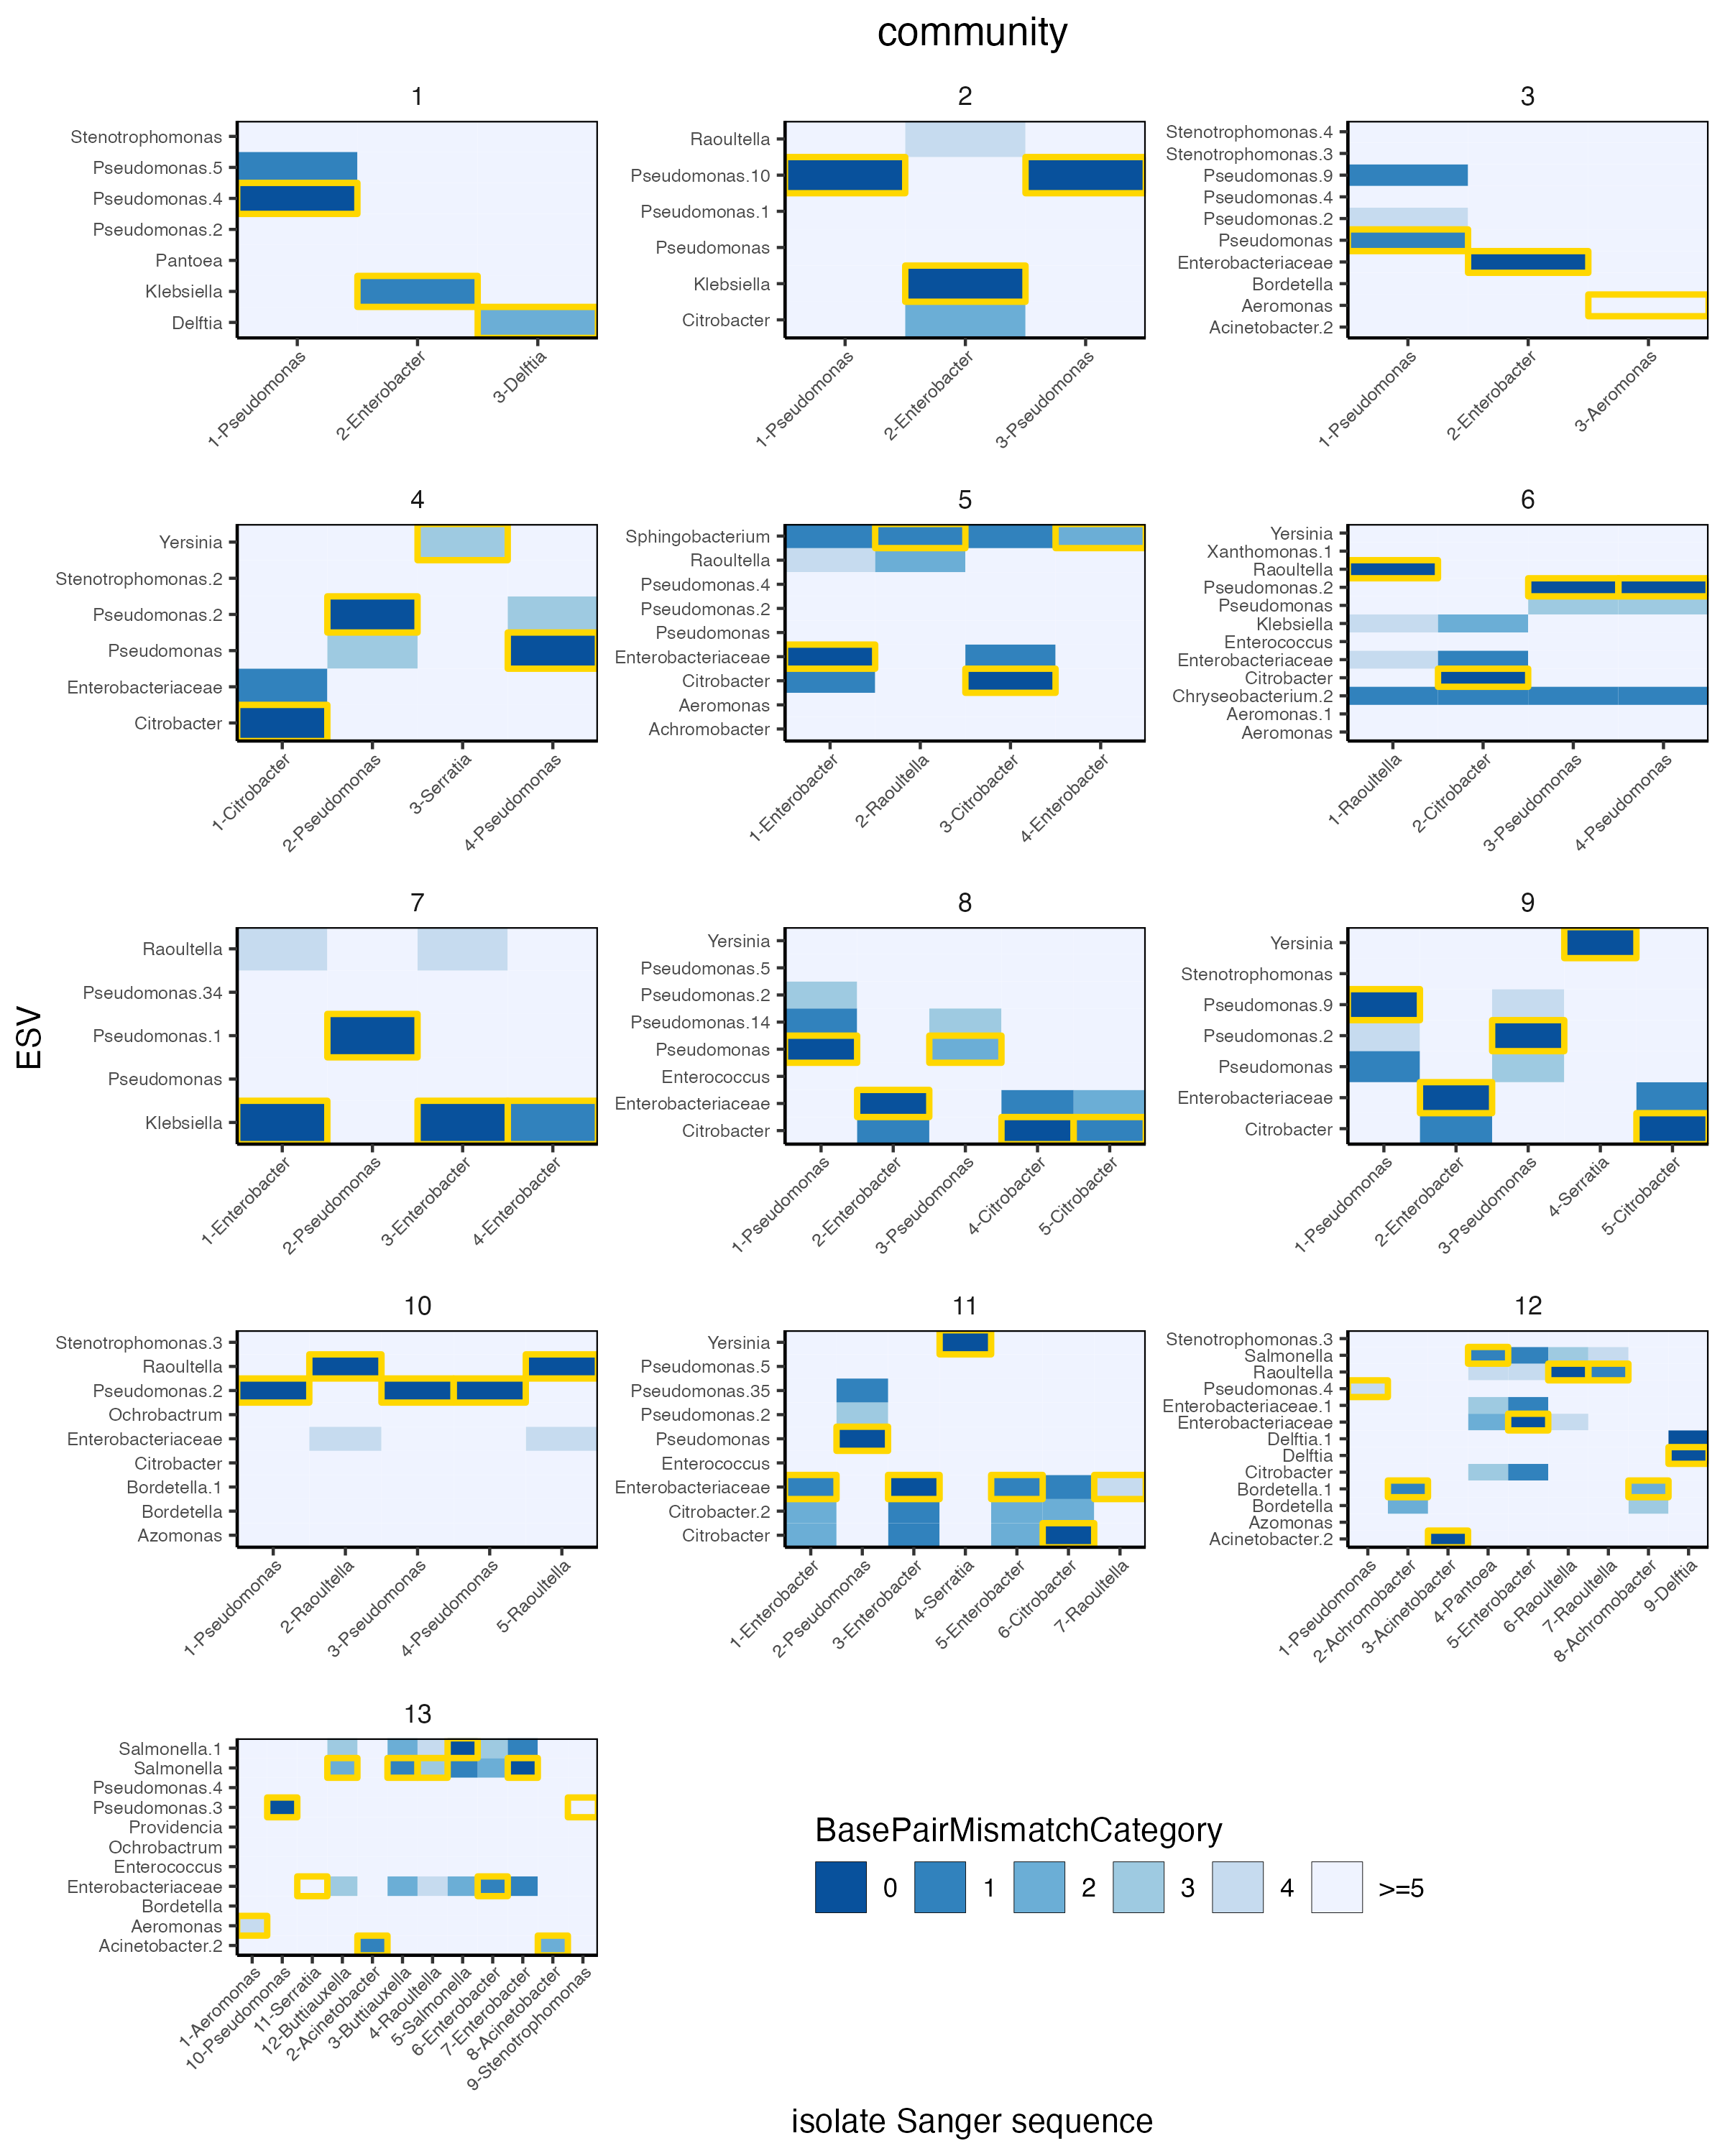 community
1
2
3
Stenotrophomonas
Pseudomonas.5
Pseudomonas.4
Pseudomonas.2
Pantoea
Klebsiella
Delftia
1-Pseudomonas
2-Enterobacter
3-Delftia
Raoultella
Pseudomonas.10
Pseudomonas.1
Pseudomonas
Klebsiella
Citrobacter
1-Pseudomonas
2-Enterobacter
3-Pseudomonas
Stenotrophomonas.4
Stenotrophomonas.3
Pseudomonas.9
Pseudomonas.4
Pseudomonas.2
Pseudomonas
Enterobacteriaceae
Bordetella
Aeromonas
Acinetobacter.2
1-Pseudomonas
2-Enterobacter
3-Aeromonas
4
5
6
Yersinia
Stenotrophomonas.2
Pseudomonas.2
Pseudomonas
Enterobacteriaceae
Citrobacter
1-Citrobacter
2-Pseudomonas
3-Serratia
4-Pseudomonas
Sphingobacterium
Raoultella
Pseudomonas.4
Pseudomonas.2
Pseudomonas
Enterobacteriaceae
Citrobacter
Aeromonas
Achromobacter
1-Enterobacter
2-Raoultella
3-Citrobacter
4-Enterobacter
Yersinia
Xanthomonas.1
Raoultella
Pseudomonas.2
Pseudomonas
Klebsiella
Enterococcus
Enterobacteriaceae
Citrobacter
Chryseobacterium.2
Aeromonas.1
Aeromonas
1-Raoultella
2-Citrobacter
3-Pseudomonas
4-Pseudomonas
ESV
7
8
9
Raoultella
Pseudomonas.34
Pseudomonas.1
Pseudomonas
Klebsiella
1-Enterobacter
2-Pseudomonas
3-Enterobacter
4-Enterobacter
Yersinia
Pseudomonas.5
Pseudomonas.2
Pseudomonas.14
Pseudomonas
Enterococcus
Enterobacteriaceae
Citrobacter
1-Pseudomonas
2-Enterobacter
3-Pseudomonas
4-Citrobacter
5-Citrobacter
Yersinia
Stenotrophomonas
Pseudomonas.9
Pseudomonas.2
Pseudomonas
Enterobacteriaceae
Citrobacter
1-Pseudomonas
2-Enterobacter
3-Pseudomonas
4-Serratia
5-Citrobacter
10
11
12
Stenotrophomonas.3
Raoultella
Pseudomonas.2
Ochrobactrum
Enterobacteriaceae
Citrobacter
Bordetella.1
Bordetella
Azomonas
1-Pseudomonas
2-Raoultella
3-Pseudomonas
4-Pseudomonas
5-Raoultella
Yersinia
Pseudomonas.5
Pseudomonas.35
Pseudomonas.2
Pseudomonas
Enterococcus
Enterobacteriaceae
Citrobacter.2
Citrobacter
1-Enterobacter
2-Pseudomonas
3-Enterobacter
4-Serratia
5-Enterobacter
6-Citrobacter
7-Raoultella
Stenotrophomonas.3
Salmonella
Raoultella
Pseudomonas.4
Enterobacteriaceae.1
Enterobacteriaceae
Delftia.1
Delftia
Citrobacter
Bordetella.1
Bordetella
Azomonas
Acinetobacter.2
1-Pseudomonas
2-Achromobacter
3-Acinetobacter
4-Pantoea
5-Enterobacter
6-Raoultella
7-Raoultella
8-Achromobacter
9-Delftia
13
Salmonella.1
Salmonella
Pseudomonas.4
Pseudomonas.3
Providencia
Ochrobactrum
Enterococcus
Enterobacteriaceae
Bordetella
Aeromonas
Acinetobacter.2
1-Aeromonas
10-Pseudomonas
11-Serratia
12-Buttiauxella
2-Acinetobacter
3-Buttiauxella
4-Raoultella
5-Salmonella
6-Enterobacter
7-Enterobacter
8-Acinetobacter
9-Stenotrophomonas
BasePairMismatchCategory
0 1 2 3 4 >=5
isolate Sanger sequence